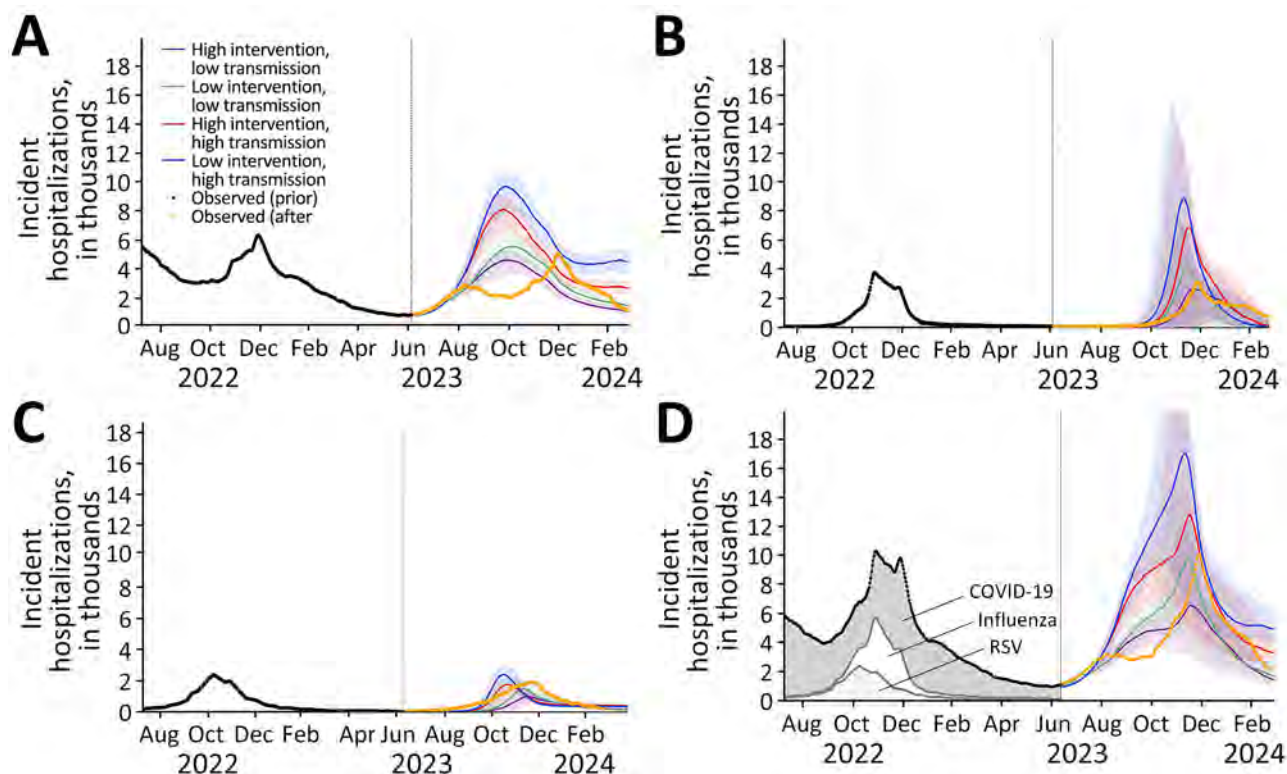 A
Incident
hospitalizations,
in thousands
18
16
14
12
10
8
6
4
2
0
High intervention,
low transmission
Low intervention,
low transmission
High intervention,
high transmission
Low intervention,
high transmission
Observed (prior)
Observed (after
Aug Oct Dec Feb Apr Jun Aug Oct Dec Feb
2022 2023 2024
B
Incident
hospitalizations,
in thousands
18
16
14
12
10
8
6
4
2
0
Aug Oct Dec Feb Apr Jun Aug Oct Dec Feb
2022 2023 2024
C
Incident
hospitalizations,
in thousands
18
16
14
12
10
8
6
4
2
0
Aug Oct Dec Feb Apr Jun Aug Oct Dec Feb
2022 2023 2024
D
Incident
hospitalizations,
in thousands
18
16
14
12
10
8
6
4
2
0
COVID-19
Influenza
RSV
Oct Dec Feb Apr Jun Aug Oct Dec Feb
2022 2023 2024